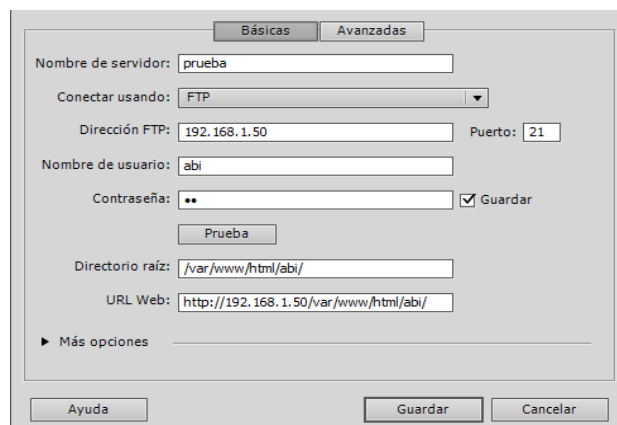 Básicas Avanzadas
Nombre de servidor: prueba
Conectar usando: FTP
Dirección FTP: 192.168.1.50 Puerto: 21
Nombre de usuario: abi
Contraseña: •• Guardar
Prueba
Directorio raíz: /var/www/html/abi/
URL Web: http://192.168.1.50/var/www/html/abi/
Más opciones
Ayuda Guardar Cancelar